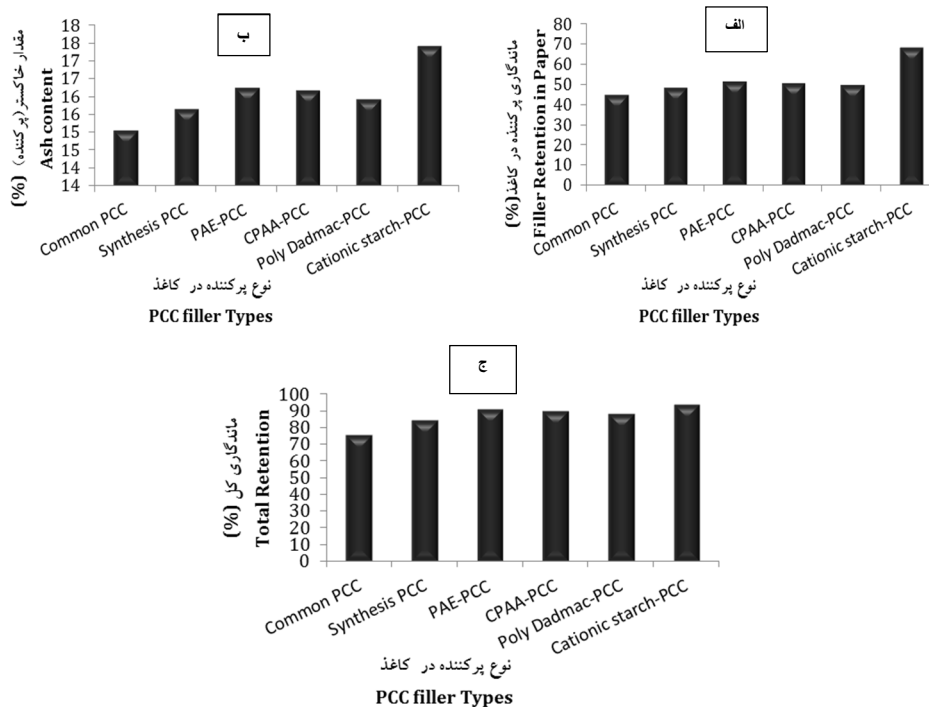 ب
مقدار خاکستر(پرکننده) (%)
Ash content
18
18
17
17
16
16
15
15
14
14
Common PCC
Synthesis PCC
PAE-PCC
CPAA-PCC
Poly Dadmac-PCC
Cationic starch-PCC
نوع پرکننده در کاغذ
PCC filler Types
الف
ماندگاری پرکننده در کاغذ(%)
Filler Retention in Paper
80
70
60
50
40
30
20
10
0
Common PCC
Synthesis PCC
PAE-PCC
CPAA-PCC
Poly Dadmac-PCC
Cationic starch-PCC
نوع پرکننده در کاغذ
PCC filler Types
ج
ماندگاری کل (%)
Total Retention
100
90
80
70
60
50
40
30
20
10
0
Common PCC
Synthesis PCC
PAE-PCC
CPAA-PCC
Poly Dadmac-PCC
Cationic starch-PCC
نوع پرکننده در کاغذ
PCC filler Types